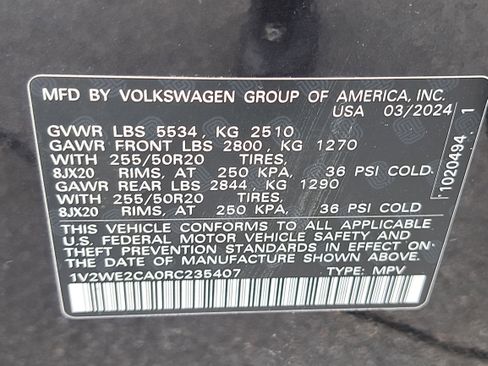 MFD BY VOLKSWAGEN GROUP OF AMERICA, INC.
USA 03/2024
GVWR LBS 5534, KG 2510
GAWR FRONT LBS 2800, KG 1270
WITH 255/50R20 TIRES,
8JX20 RIMS, AT 250 KPA, 36 PSI COLD
GAWR REAR LBS 2844, KG 1290
WITH 255/50R20 TIRES,
8JX20 RIMS, AT 250 KPA, 36 PSI COLD
THIS VEHICLE CONFORMS TO ALL APPLICABLE
U.S. FEDERAL MOTOR VEHICLE SAFETY AND
THEFT PREVENTION STANDARDS IN EFFECT ON
THE DATE OF MANUFACTURE SHOWN ABOVE.
1V2WE2CA0RC235407 TYPE: MPV
1020494 1